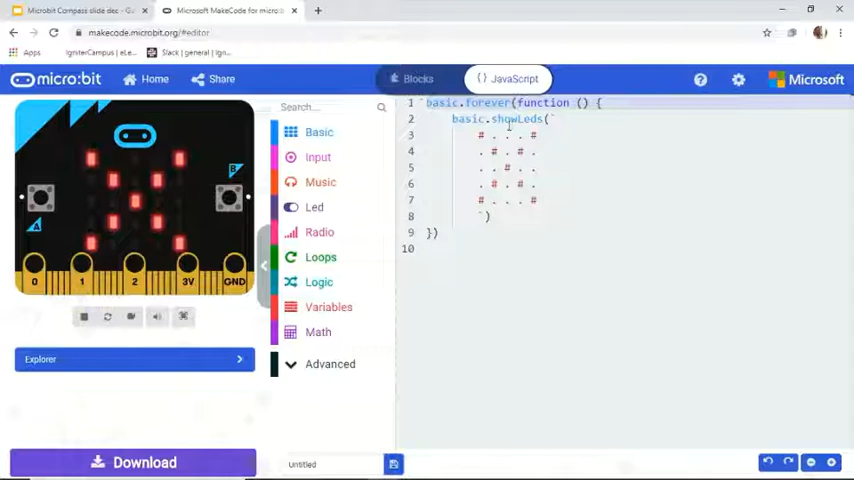 Microbit Compass slide dec - Go
Microsoft MakeCode for micro:b
makecode.microbit.org/#editor
Apps
IgniterCampus | eLe...
Slack | general | Ign...
micro:bit
Home
Share
Blocks
{} JavaScript
Microsoft
Search...
Basic
Input
Music
Led
Radio
Loops
Logic
Variables
Math
Advanced
A
B
0 1 2 3V GND
Explorer
Download
untitled
1 basic.forever(function () {
2 basic.showLeds(`
3 # . . . #
4 . # . # .
5 . . # . .
6 . # . # .
7 # . . . #
8 `)
9 })
10